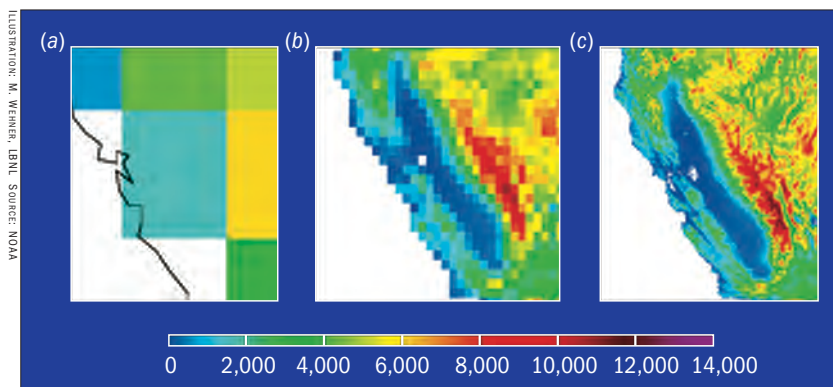 ILLUSTRATION: M. WEHNER, LBNL SOURCE: NOAA
(a)
(b)
(c)
0 2,000 4,000 6,000 8,000 10,000 12,000 14,000